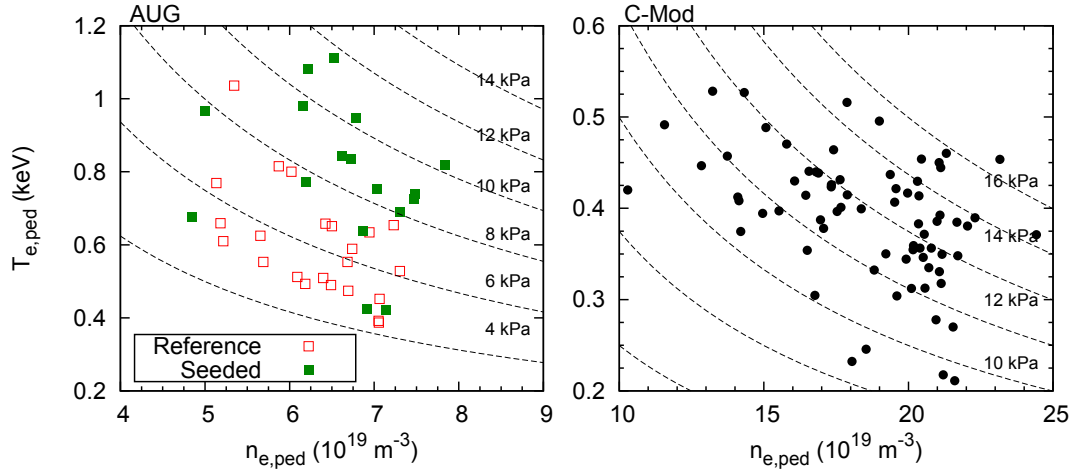 AUG
C-Mod
T e,ped (keV)
1.2
1
0.8
0.6
0.4
0.2
14 kPa
12 kPa
10 kPa
8 kPa
6 kPa
4 kPa
Reference
Seeded
4 5 6 7 8 9
n e,ped (10^19 m^-3)
0.6
0.5
0.4
0.3
0.2
16 kPa
14 kPa
12 kPa
10 kPa
10 15 20 25
n e,ped (10^19 m^-3)